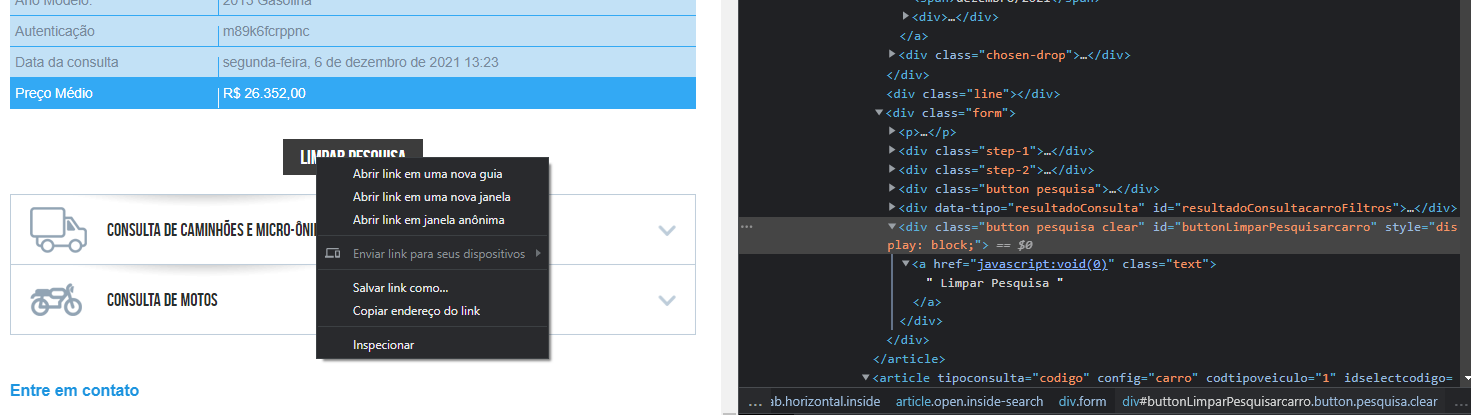 Ano Modelo:
2015 Gasolina
Autenticação
m89k6fcrppnc
Data da consulta
segunda-feira, 6 de dezembro de 2021 13:23
Preço Médio
R$ 26.352,00
LIMPAR PESQUISA
Abrir link em uma nova guia
Abrir link em uma nova janela
Abrir link em janela anônima
Enviar link para seus dispositivos
Salvar link como...
Copiar endereço do link
Inspecionar
CONSULTA DE CAMINHÕES E MICRO-ÔNI
CONSULTA DE MOTOS
Entre em contato
<span>dezembro/2021</span>
<div>…</div>
</a>
<div class="chosen-drop">…</div>
</div>
<div class="line"></div>
<div class="form">
<p>…</p>
<div class="step-1">…</div>
<div class="step-2">…</div>
<div class="button pesquisa">…</div>
<div data-tipo="resultadoConsulta" id="resultadoConsultacarroFiltros">…</div>
<div class="button pesquisa clear" id="buttonLimparPesquisarcarro" style="dis
play: block;"> == $0
<a href="javascript:void(0)" class="text">
" Limpar Pesquisa "
</a>
</div>
</div>
</article>
<article tipoconsulta="codigo" config="carro" codtipoveiculo="1" idselectcodigo=
... ab.horizontal.inside article.open.inside-search div.form div#buttonLimparPesquisarcarro.button.pesquisa.clear ...